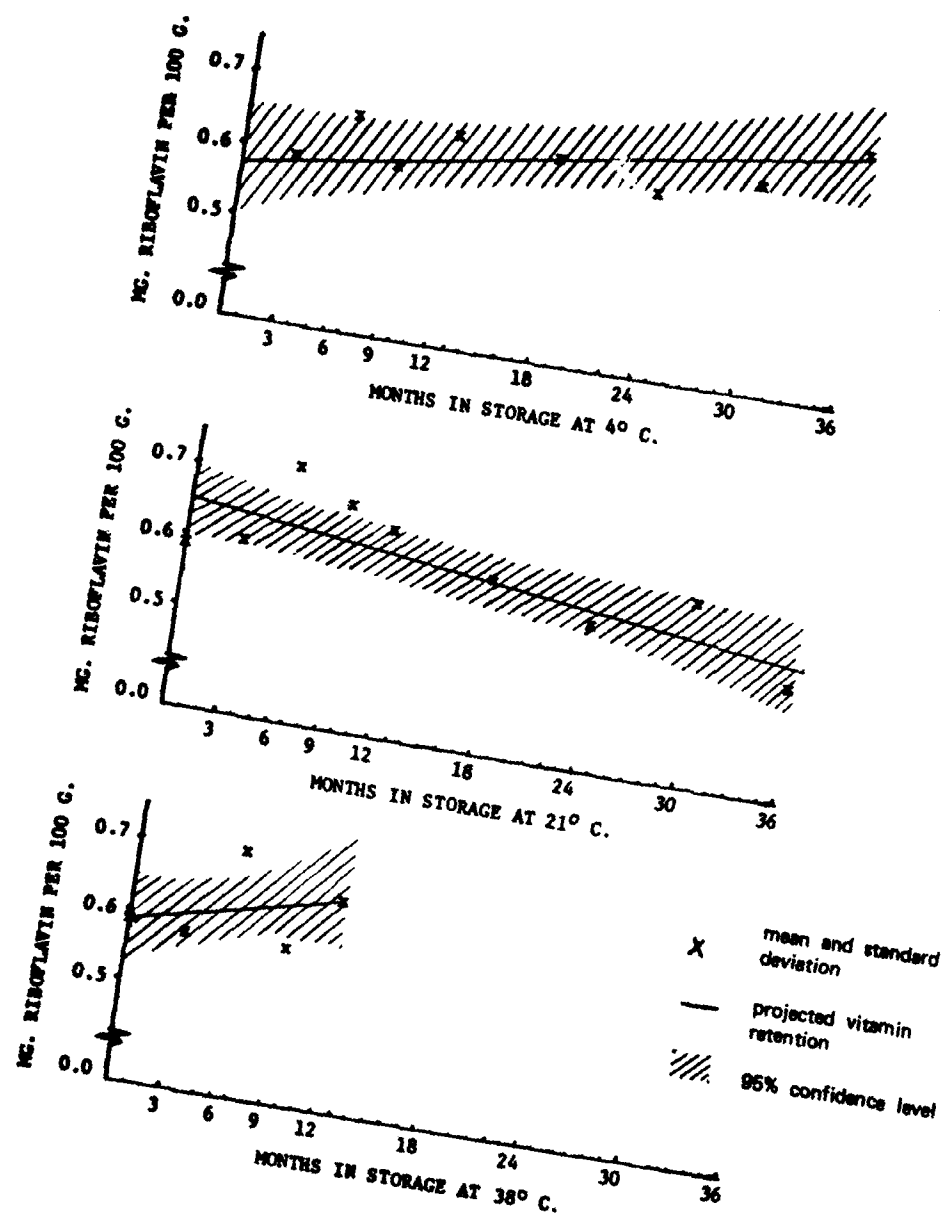 MG. RIBOFLAVIN PER 100 G.
0.7
0.6
0.5
0.0
3 6 9 12 18 24 30 36
MONTHS IN STORAGE AT 4° C.
MG. RIBOFLAVIN PER 100 G.
0.7
0.6
0.5
0.0
3 6 9 12 18 24 30 36
MONTHS IN STORAGE AT 21° C.
MG. RIBOFLAVIN PER 100 G.
0.7
0.6
0.5
0.0
3 6 9 12 18 24 30 36
MONTHS IN STORAGE AT 38° C.
x mean and standard
deviation
projected vitamin
retention
95% confidence level